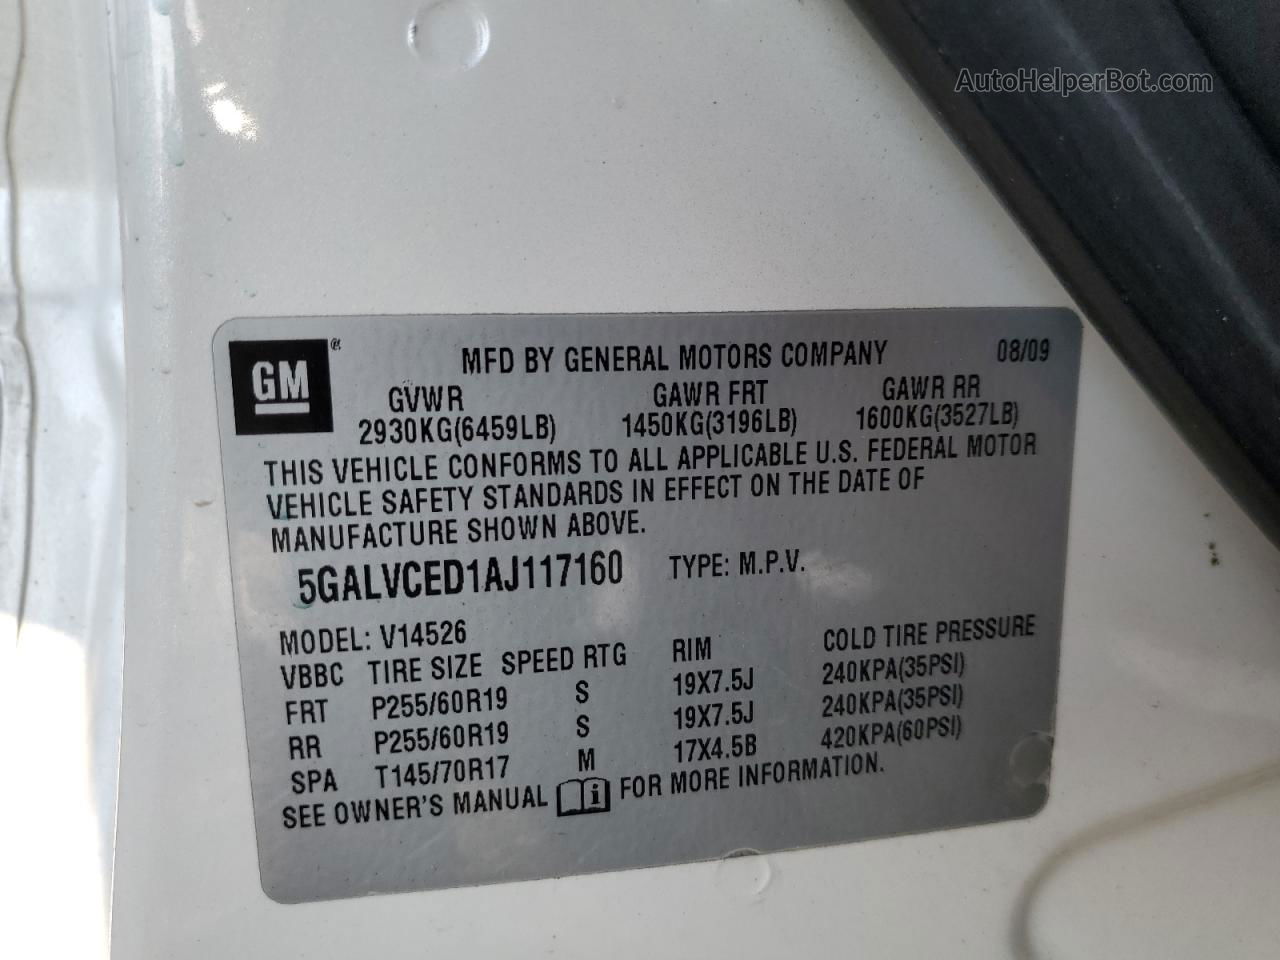 AutoHelperBot.com
GM ®
MFD BY GENERAL MOTORS COMPANY 08/09
GVWR GAWR FRT GAWR RR
2930KG(6459LB) 1450KG(3196LB) 1600KG(3527LB)
THIS VEHICLE CONFORMS TO ALL APPLICABLE U.S. FEDERAL MOTOR
VEHICLE SAFETY STANDARDS IN EFFECT ON THE DATE OF
MANUFACTURE SHOWN ABOVE.
5GALVCED1AJ117160 TYPE: M.P.V.
MODEL: V14526
VBBC TIRE SIZE SPEED RTG RIM COLD TIRE PRESSURE
FRT P255/60R19 S 19X7.5J 240KPA(35PSI)
RR P255/60R19 S 19X7.5J 240KPA(35PSI)
SPA T145/70R17 M 17X4.5B 420KPA(60PSI)
SEE OWNER'S MANUAL i FOR MORE INFORMATION.